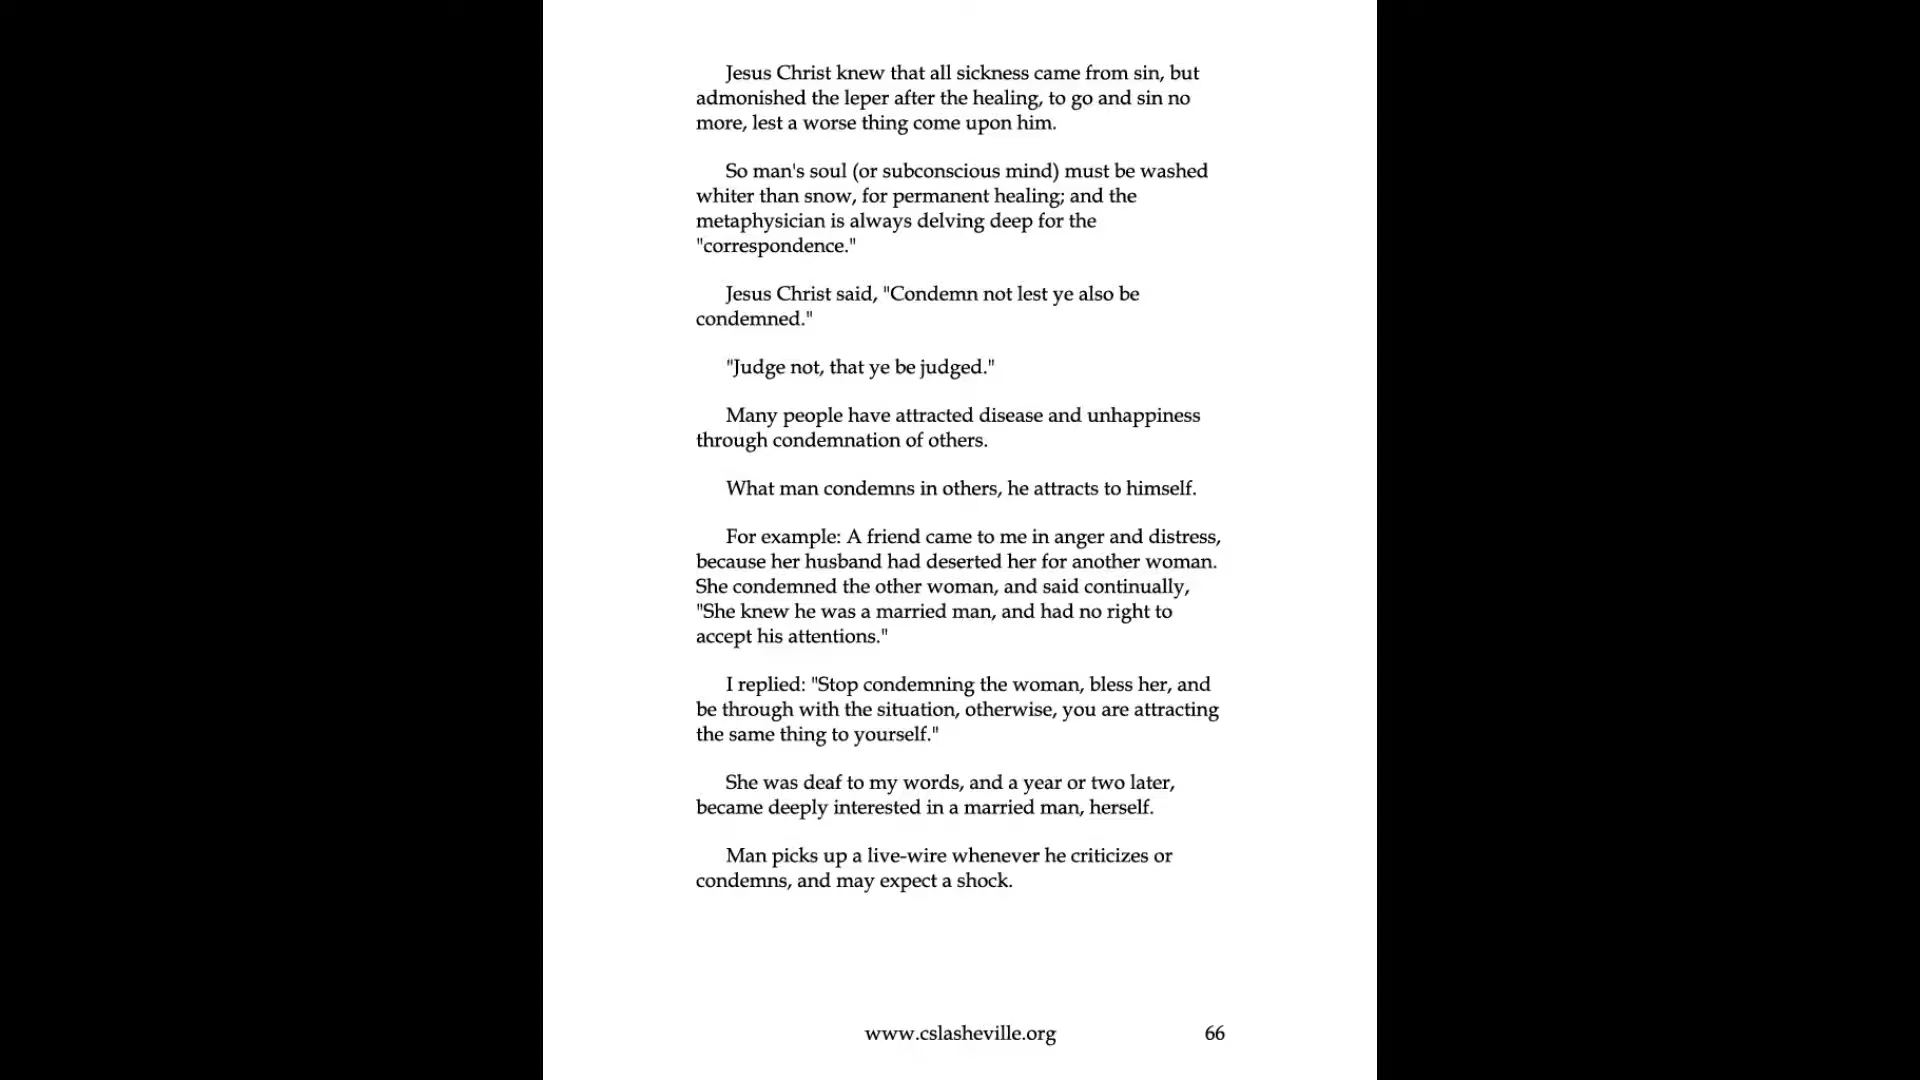 Jesus Christ knew that all sickness came from sin, but
admonished the leper after the healing, to go and sin no
more, lest a worse thing come upon him.
So man's soul (or subconscious mind) must be washed
whiter than snow, for permanent healing; and the
metaphysician is always delving deep for the
"correspondence."
Jesus Christ said, "Condemn not lest ye also be
condemned."
"Judge not, that ye be judged."
Many people have attracted disease and unhappiness
through condemnation of others.
What man condemns in others, he attracts to himself.
For example: A friend came to me in anger and distress,
because her husband had deserted her for another woman.
She condemned the other woman, and said continually,
"She knew he was a married man, and had no right to
accept his attentions."
I replied: "Stop condemning the woman, bless her, and
be through with the situation, otherwise, you are attracting
the same thing to yourself."
She was deaf to my words, and a year or two later,
became deeply interested in a married man, herself.
Man picks up a live-wire whenever he criticizes or
condemns, and may expect a shock.
www.cslasheville.org 66